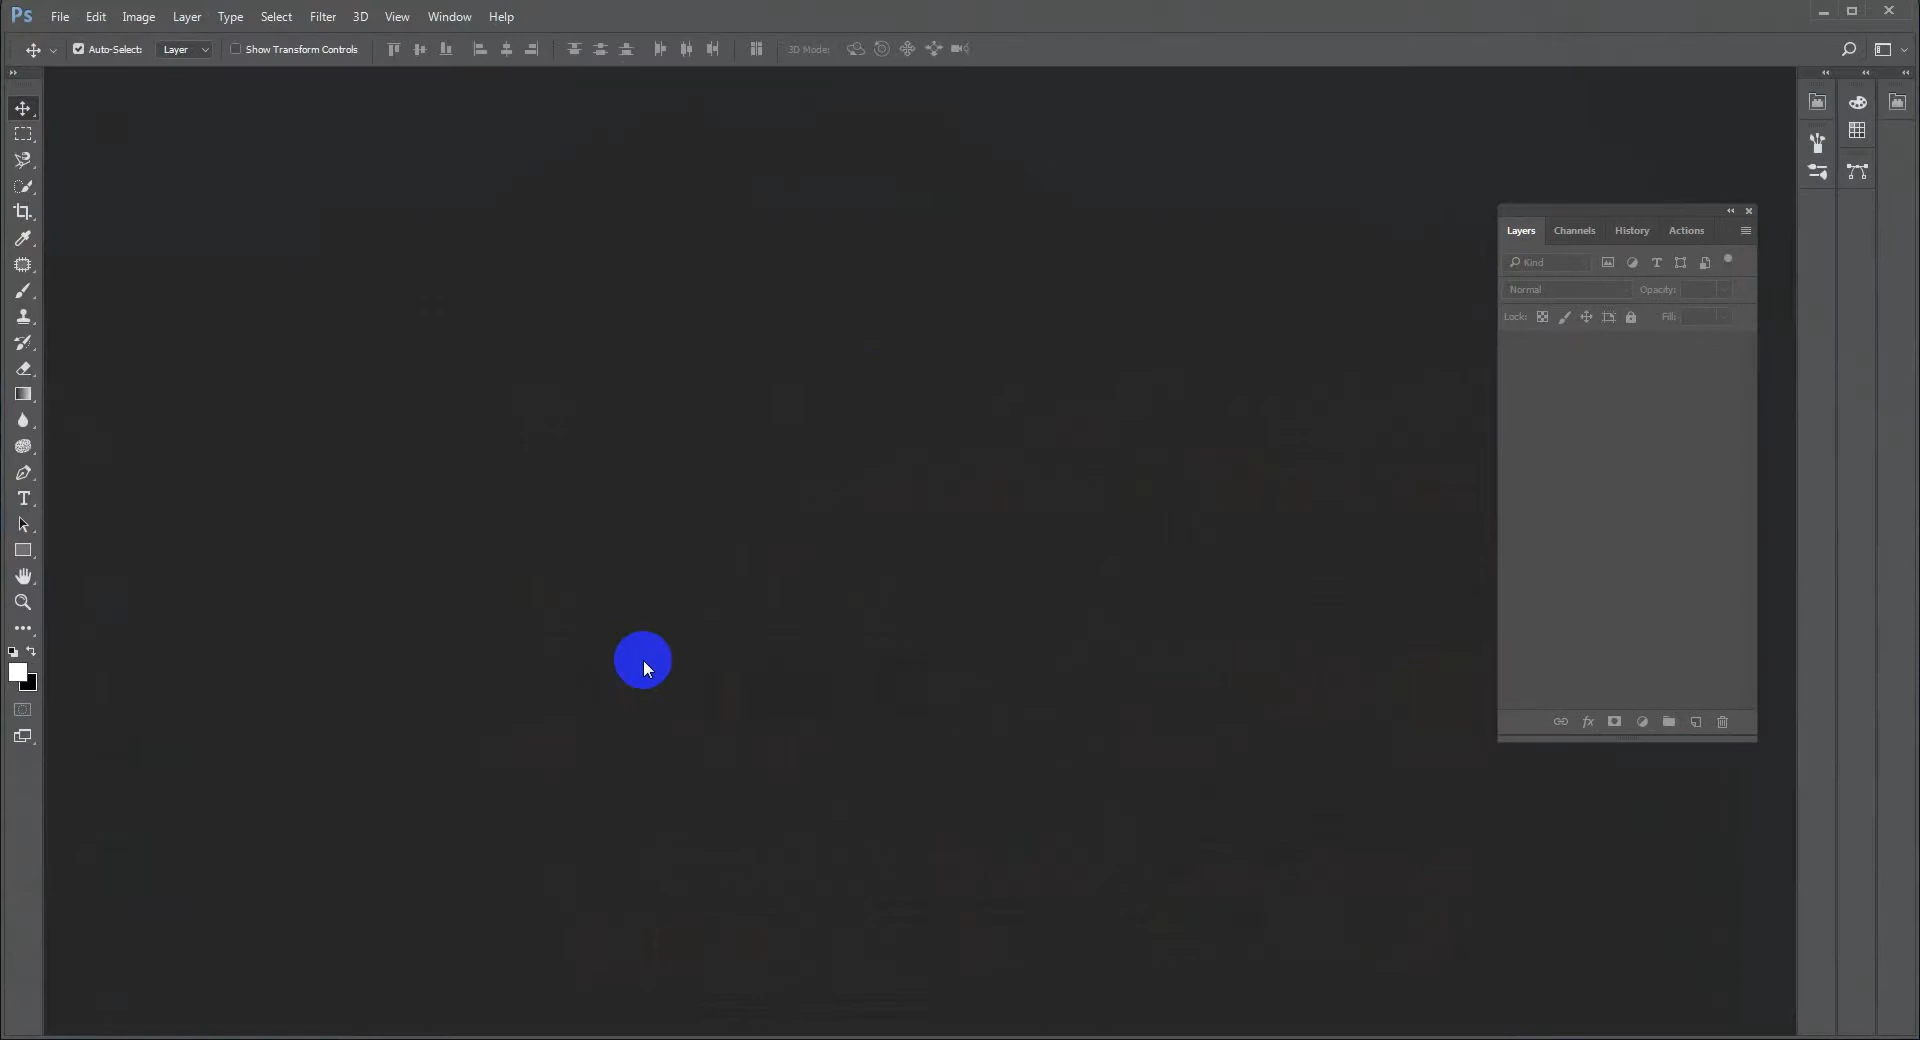 Ps File Edit Image Layer Type Select Filter 3D View Window Help
Auto-Select: Layer Show Transform Controls 3D Mode:
Layers Channels History Actions
Kind
Normal Opacity:
Lock: Fill:
fx